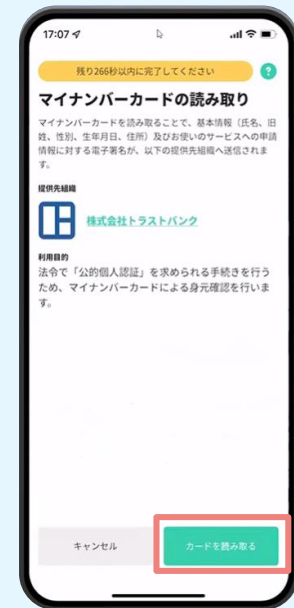 17:07
残り266秒以内に完了してください
?
マイナンバーカードの読み取り
マイナンバーカードを読み取ることで、基本情報（氏名、旧
姓、性別、生年月日、住所）及びお使いのサービスへの申請
情報に対する電子署名が、以下の提供先組織へ送信されま
す。
提供先組織
株式会社トラストバンク
利用目的
法令で「公的個人認証」を求められる手続きを行う
ため、マイナンバーカードによる身元確認を行いま
す。
キャンセル
カードを読み取る